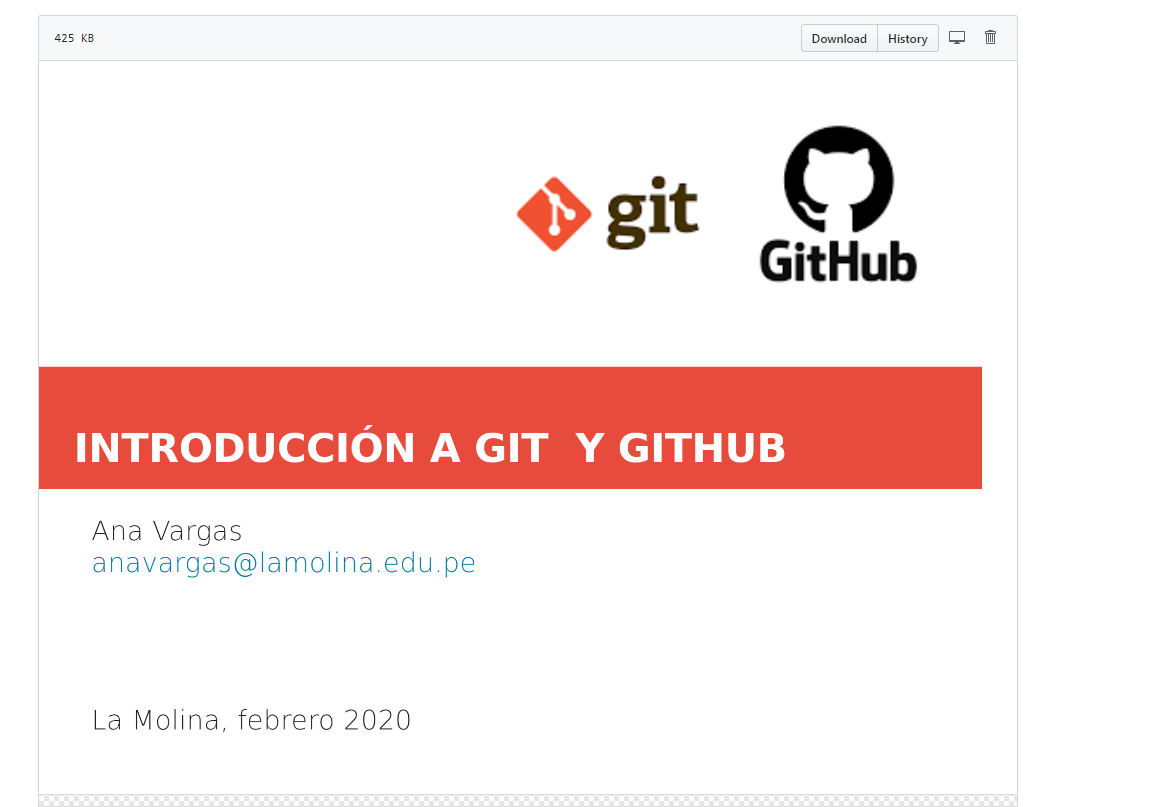 425 KB
Download History
git
GitHub
INTRODUCCIÓN A GIT Y GITHUB
Ana Vargas
anavargas@lamolina.edu.pe
La Molina, febrero 2020